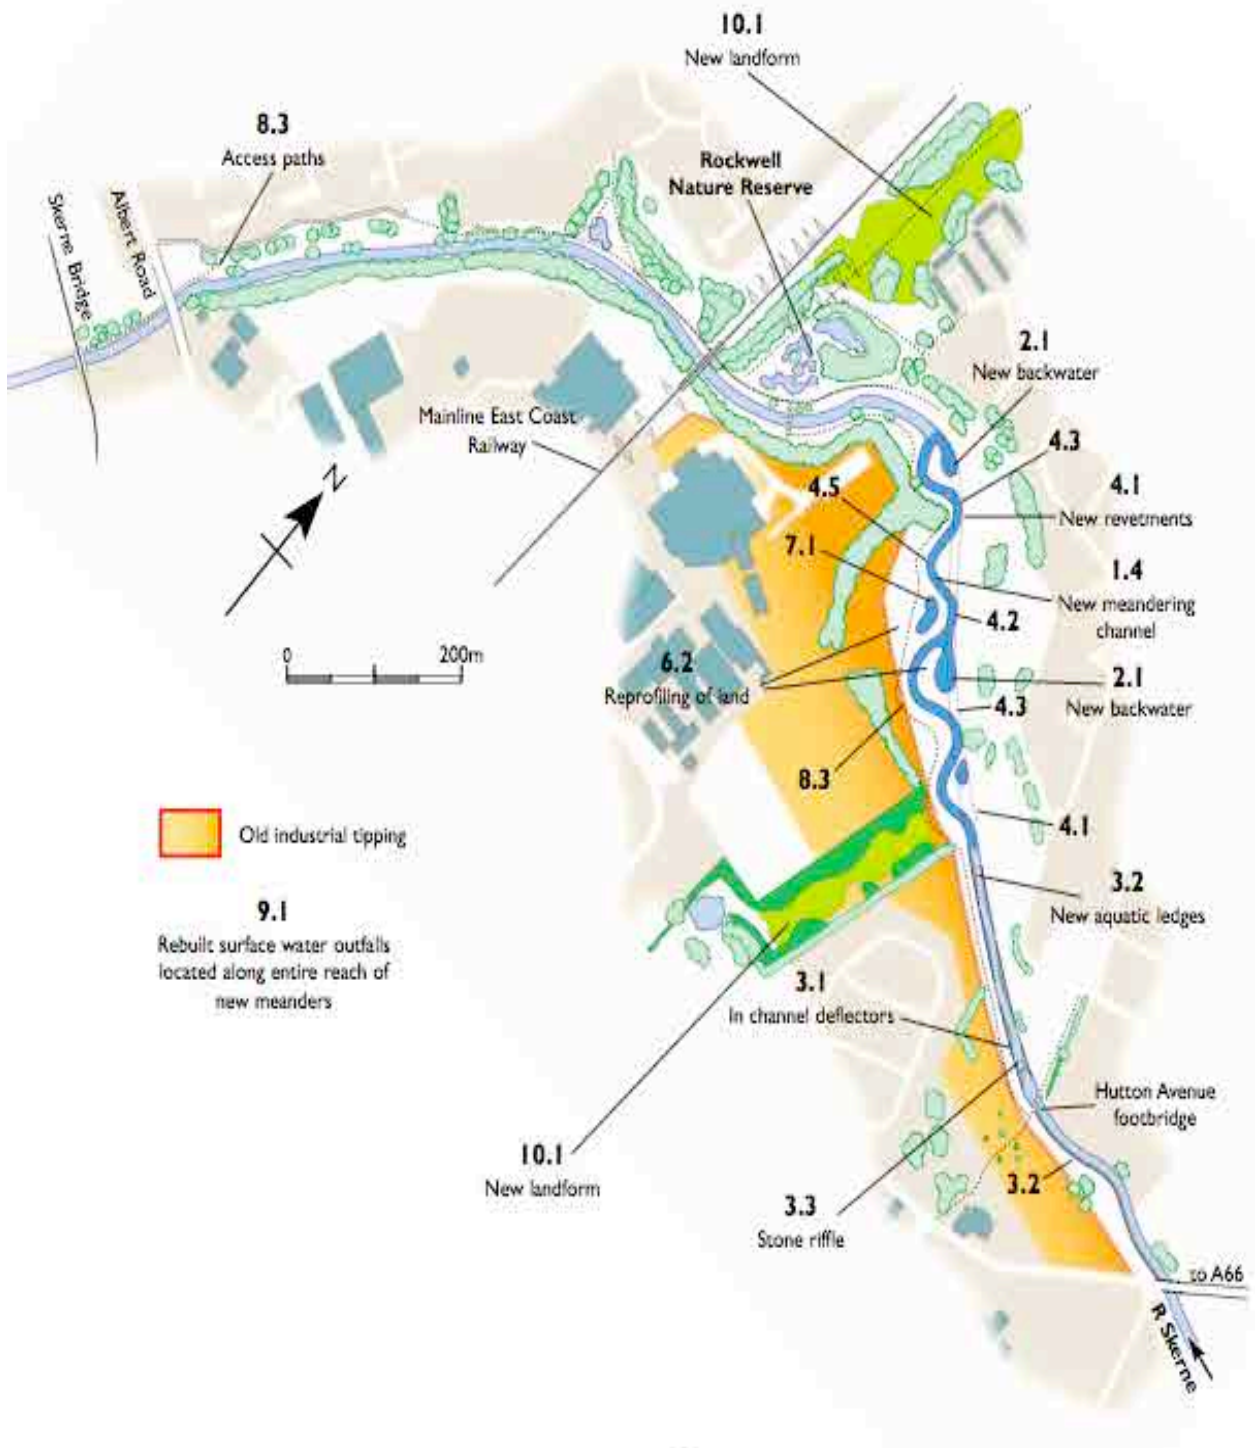 10.1
New landform
8.3
Access paths
Rockwell
Nature Reserve
Skerne Bridge
Albert Road
2.1
New backwater
Mainline East Coast
Railway
4.3
4.5
4.1
New revetments
N
7.1
1.4
New meandering
channel
4.2
0
200m
6.2
Reprofiling of land
2.1
New backwater
4.3
8.3
Old industrial tipping
4.1
3.2
New aquatic ledges
9.1
Rebuilt surface water outfalls
located along entire reach of
new meanders
3.1
In channel deflectors
Hutton Avenue
footbridge
10.1
New landform
3.2
3.3
Stone riffle
to A66
R Skerne